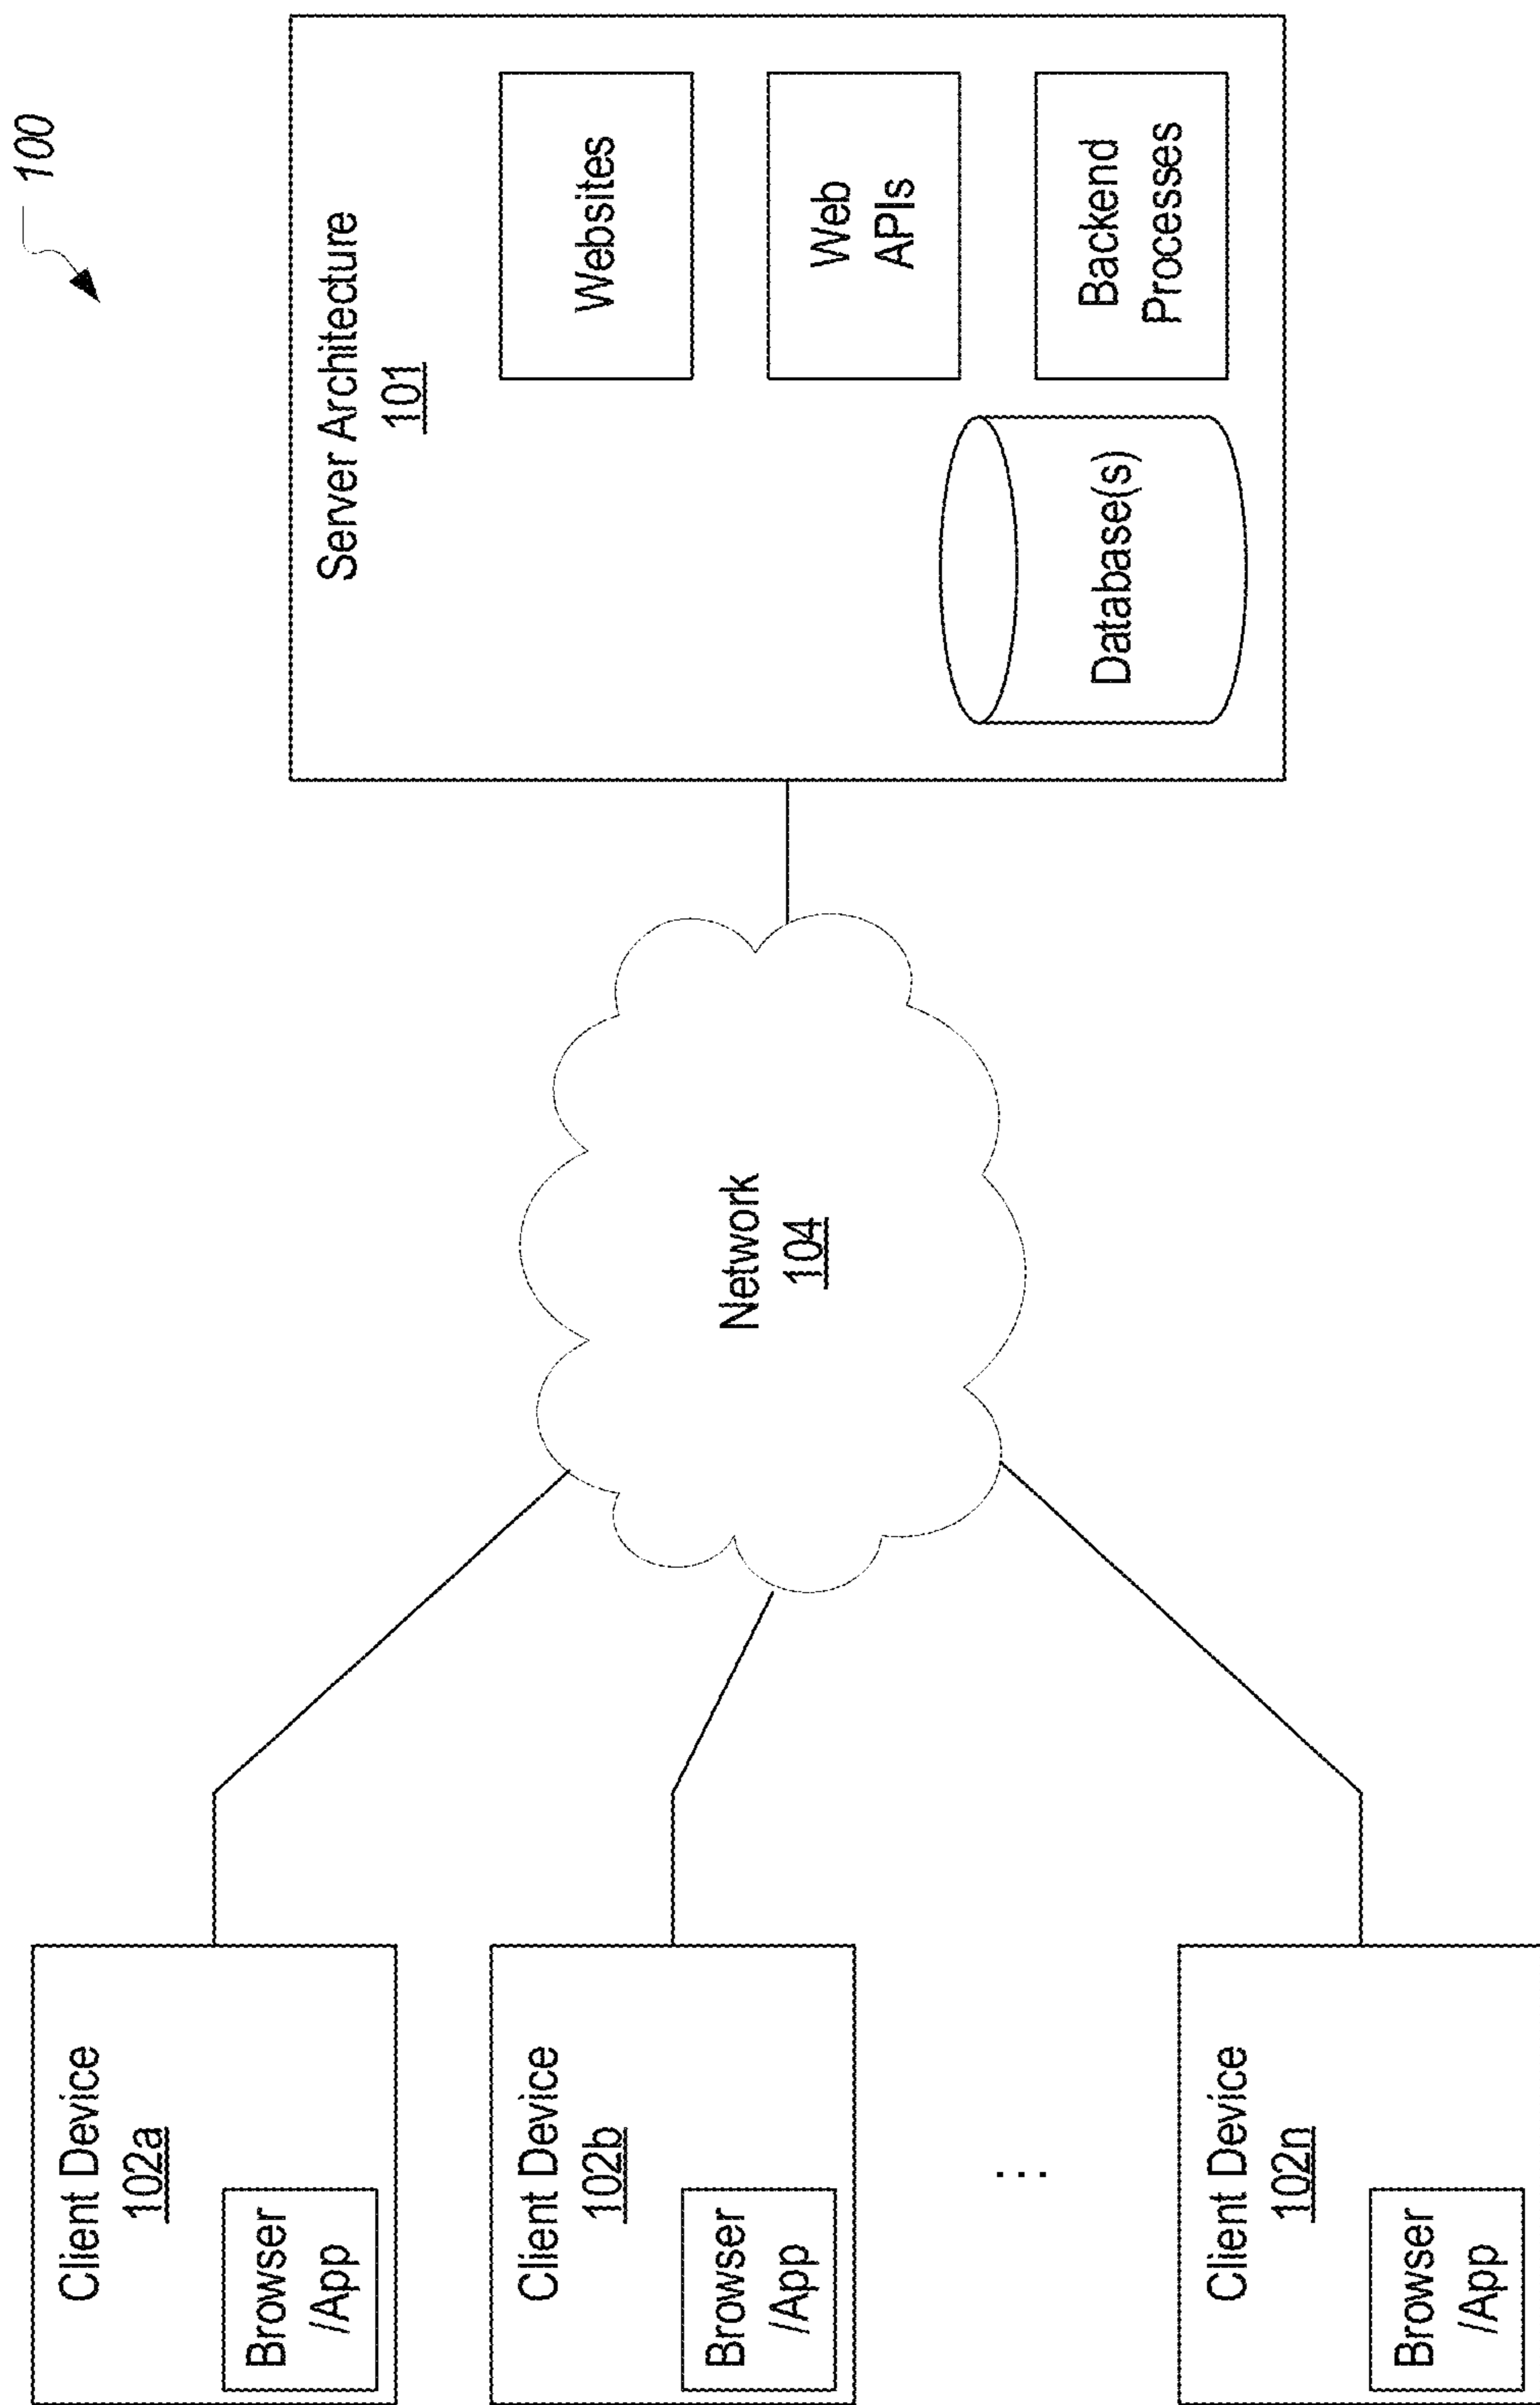 100
Client Device
102a
Browser
/App
Client Device
102b
Browser
/App
...
Client Device
102n
Browser
/App
Network
104
Server Architecture
101
Websites
Web
APIs
Database(s)
Backend
Processes